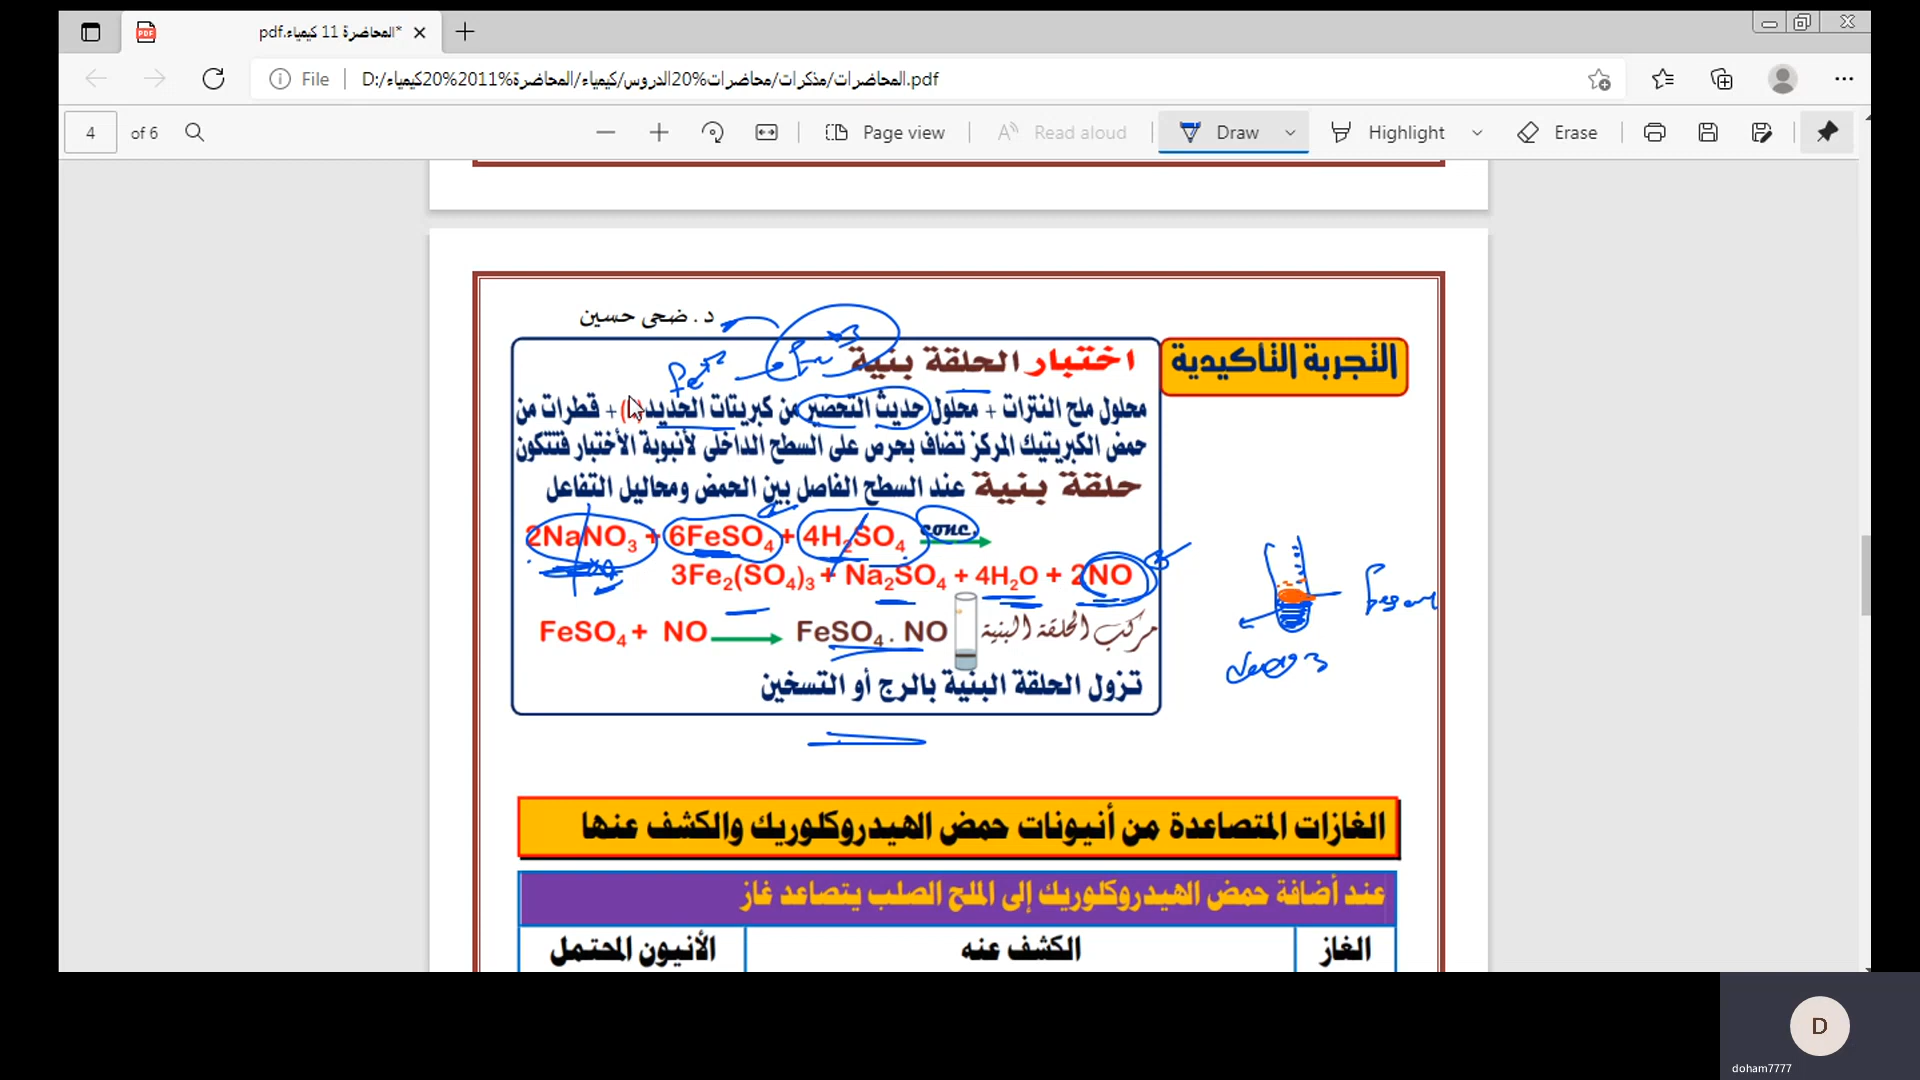 المحاضرة 11 كيمياء.pdf*
File
D:/المحاضرات/مذكرات/محاضرات%20الدروس/كيمياء/المحاضرة%2011%20كيمياء.pdf
4 of 6
Page view
Read aloud
Draw
Highlight
Erase
د. ضحى حسين
التجربة التأكيدية
اختبار الحلقة بنية
Fe+2
محلول ملح النترات + محلول حديث التحضير من كبريتات الحديد + قطرات من
حمض الكبريتيك المركز تضاف بحرص على السطح الداخلى لأنبوبة الأختبار فتتكون
حلقة بنية عند السطح الفاصل بين الحمض ومحاليل التفاعل
2NaNO₃ + 6FeSO₄ + 4H₂SO₄ conc.
3Fe₂(SO₄)₃ + Na₂SO₄ + 4H₂O + 2NO
FeSO₄ + NO → FeSO₄ . NO مركب الحلقة البنية
تزول الحلقة البنية بالرج أو التسخين
الغازات المتصاعدة من أنيونات حمض الهيدروكلوريك والكشف عنها
عند أضافة حمض الهيدروكلوريك إلى الملح الصلب يتصاعد غاز
الغاز
الكشف عنه
الأنيون المحتمل
D
doham7777